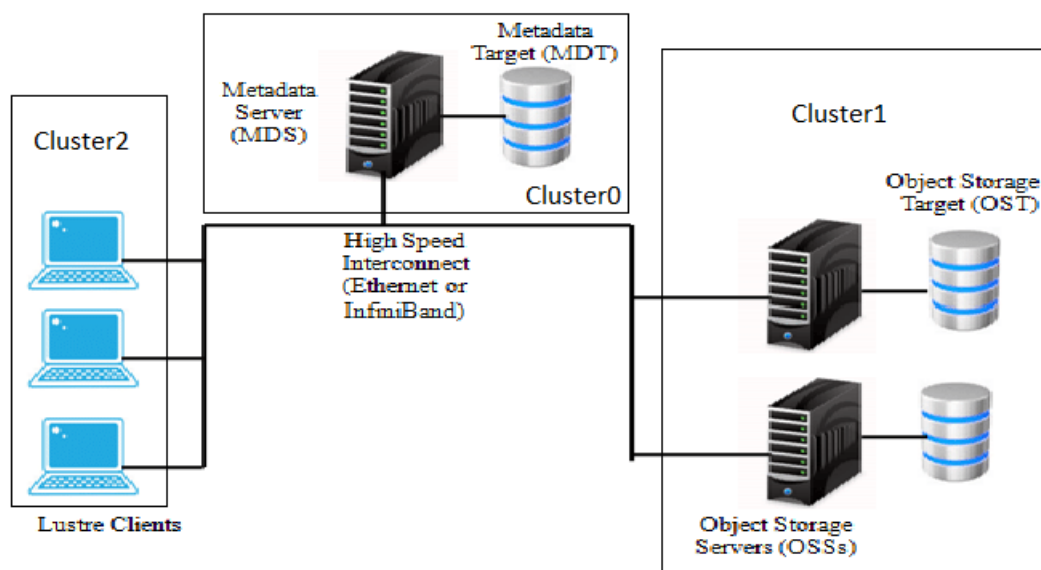 Metadata
Target (MDT)
Metadata
Server
(MDS)
Cluster0
Cluster2
Lustre Clients
High Speed
Interconnect
(Ethernet or
InfiniBand)
Cluster1
Object Storage
Target (OST)
Object Storage
Servers (OSSs)